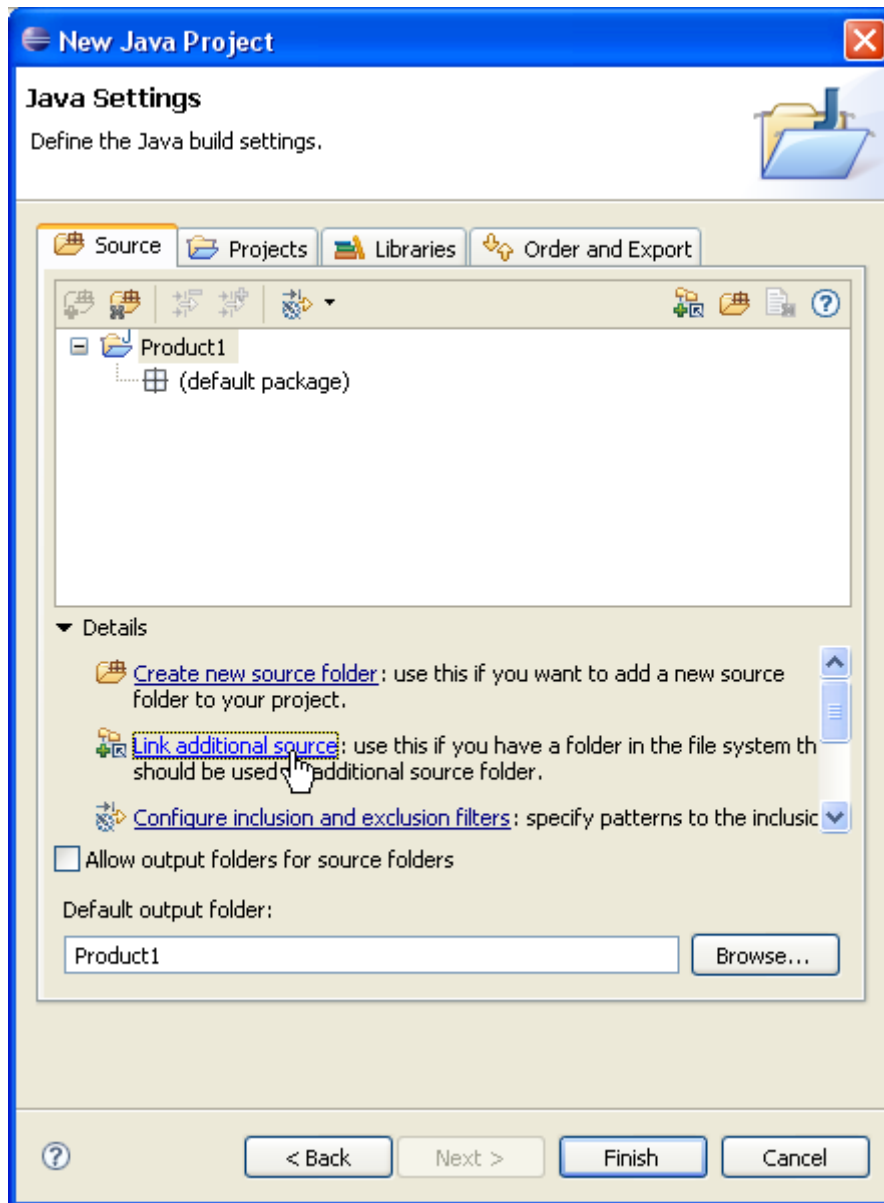 New Java Project
Java Settings
Define the Java build settings.
Source
Projects
Libraries
Order and Export
Product1
(default package)
Details
Create new source folder: use this if you want to add a new source
folder to your project.
Link additional source: use this if you have a folder in the file system th
should be used additional source folder.
Configure inclusion and exclusion filters: specify patterns to the inclusic
Allow output folders for source folders
Default output folder:
Product1
Browse...
< Back
Next >
Finish
Cancel